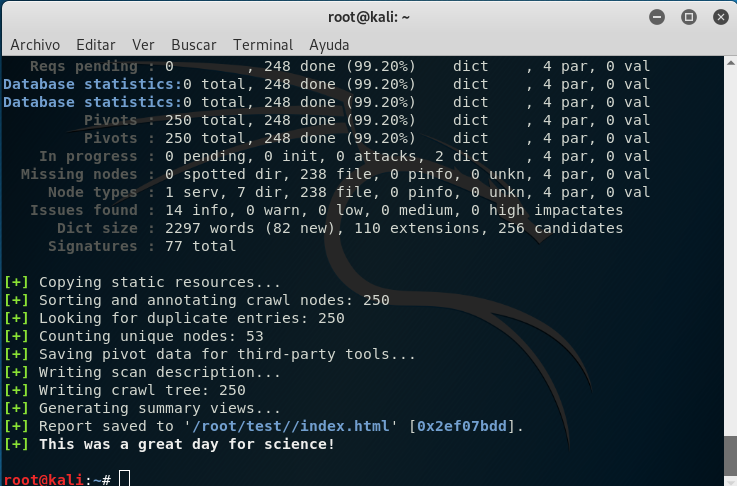 root@kali: ~
Archivo Editar Ver Buscar Terminal Ayuda
Reqs pending : 0 , 248 done (99.20%) dict , 4 par, 0 val
Database statistics:0 total, 248 done (99.20%) dict , 4 par, 0 val
Database statistics:0 total, 248 done (99.20%) dict , 4 par, 0 val
Pivots : 250 total, 248 done (99.20%) dict , 4 par, 0 val
Pivots : 250 total, 248 done (99.20%) dict , 4 par, 0 val
In progress : 0 pending, 0 init, 0 attacks, 2 dict , 4 par, 0 val
Missing nodes : 0 spotted dir, 238 file, 0 pinfo, 0 unkn, 4 par, 0 val
Node types : 1 serv, 7 dir, 238 file, 0 pinfo, 0 unkn, 4 par, 0 val
Issues found : 14 info, 0 warn, 0 low, 0 medium, 0 high impactates
Dict size : 2297 words (82 new), 110 extensions, 256 candidates
Signatures : 77 total
[+] Copying static resources...
[+] Sorting and annotating crawl nodes: 250
[+] Looking for duplicate entries: 250
[+] Counting unique nodes: 53
[+] Saving pivot data for third-party tools...
[+] Writing scan description...
[+] Writing crawl tree: 250
[+] Generating summary views...
[+] Report saved to '/root/test//index.html' [0x2ef07bdd].
[+] This was a great day for science!
root@kali:~#